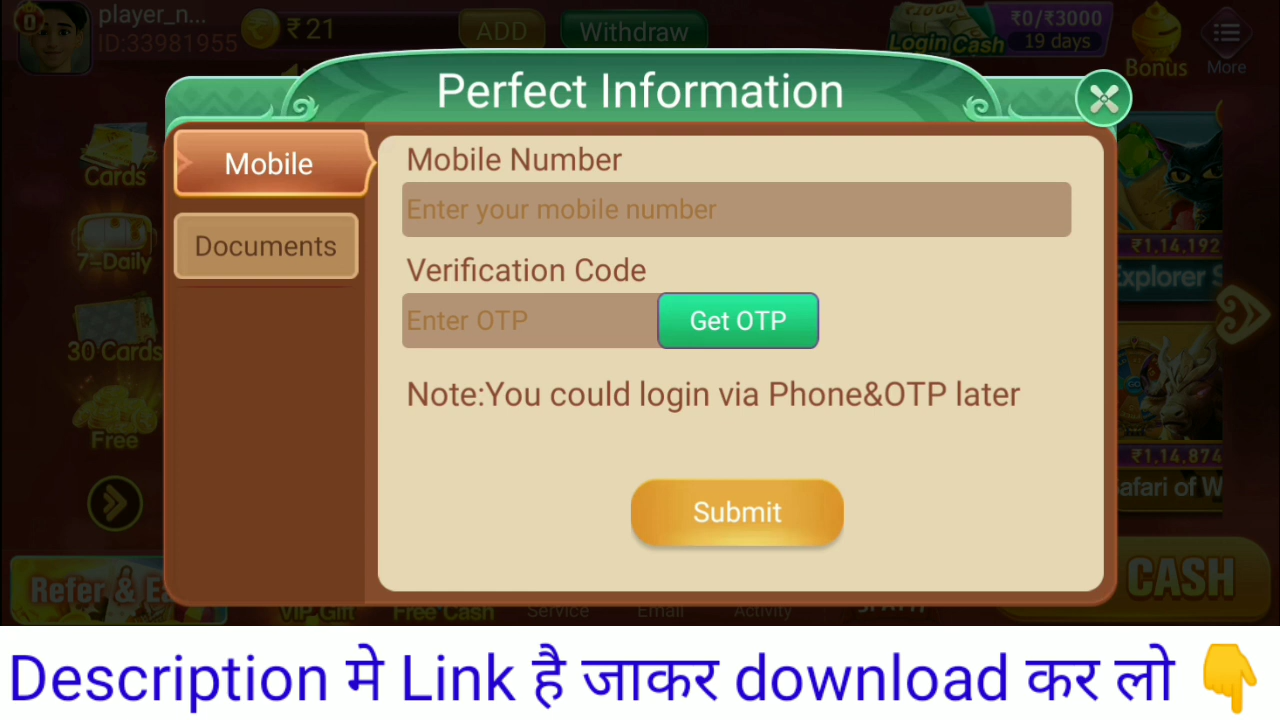 player_n...
ID:33981955
₹ 21
ADD
Withdraw
Login Cash
₹0/₹3000
19 days
Bonus
More
Perfect Information
Mobile
Documents
Mobile Number
Enter your mobile number
Verification Code
Enter OTP
Get OTP
Note:You could login via Phone&OTP later
Submit
Cards
7-Daily
30 Cards
Free
₹1,14,192
Explorer S
₹1,14,874
afari of W
Refer & Ea
VIP Gift
Free Cash
Service
Email
Activity
CASH
Description मे Link है जाकर download कर लो 👇